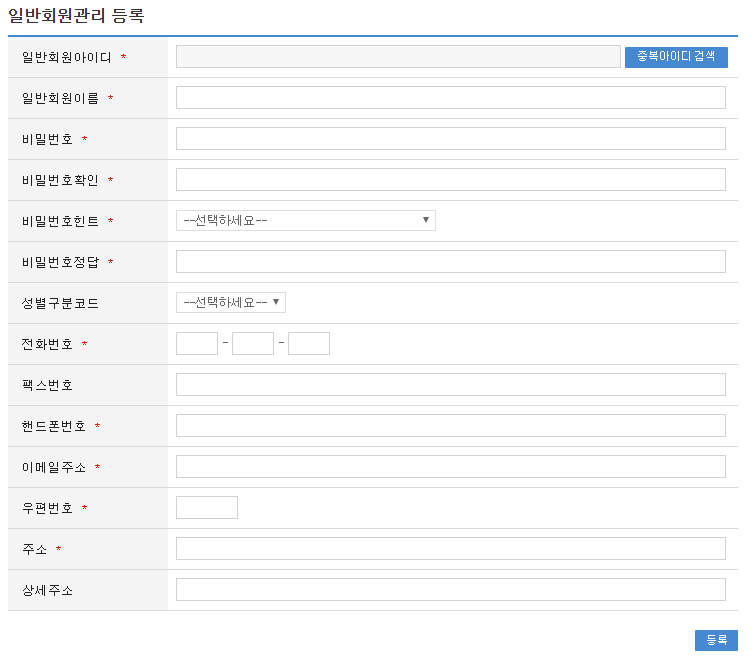 일반회원관리 등록
일반회원아이디 * 중복아이디 검색
일반회원이름 *
비밀번호 *
비밀번호확인 *
비밀번호힌트 * --선택하세요-- ▼
비밀번호정답 *
성별구분코드 --선택하세요-- ▼
전화번호 * - -
팩스번호
핸드폰번호 *
이메일주소 *
우편번호 *
주소 *
상세주소
등록